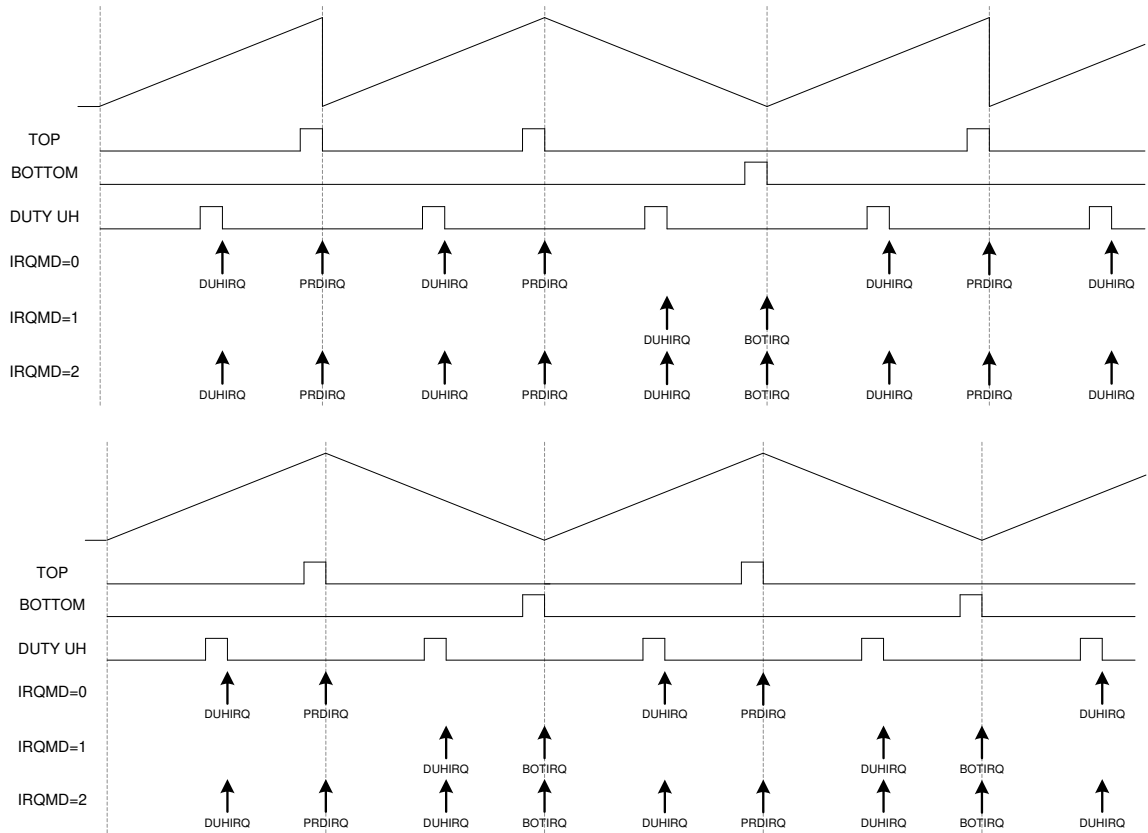 TOP
BOTTOM
DUTY UH
IRQMD=0
DUHIRQ PRDIRQ DUHIRQ PRDIRQ DUHIRQ PRDIRQ DUHIRQ
IRQMD=1
DUHIRQ BOTIRQ
IRQMD=2
DUHIRQ PRDIRQ DUHIRQ PRDIRQ DUHIRQ BOTIRQ DUHIRQ PRDIRQ DUHIRQ
TOP
BOTTOM
DUTY UH
IRQMD=0
DUHIRQ PRDIRQ DUHIRQ PRDIRQ DUHIRQ
IRQMD=1
DUHIRQ BOTIRQ DUHIRQ BOTIRQ
IRQMD=2
DUHIRQ PRDIRQ DUHIRQ BOTIRQ DUHIRQ PRDIRQ DUHIRQ BOTIRQ DUHIRQ